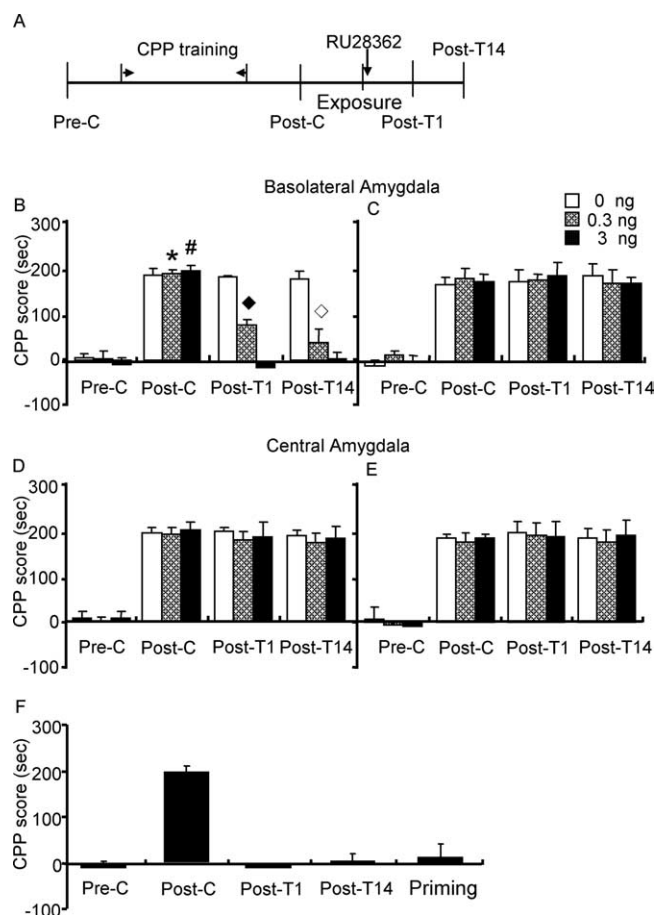 A
CPP training
RU28362
Post-T14
Pre-C
Post-C
Exposure
Post-T1
Basolateral Amygdala
B
C
0 ng
0.3 ng
3 ng
CPP score (sec)
300
200
100
0
-100
*
#
◆
◇
Pre-C Post-C Post-T1 Post-T14
Pre-C Post-C Post-T1 Post-T14
Central Amygdala
D
E
CPP score (sec)
300
200
100
0
-100
Pre-C Post-C Post-T1 Post-T14
Pre-C Post-C Post-T1 Post-T14
F
CPP score (sec)
300
200
100
0
-100
Pre-C Post-C Post-T1 Post-T14 Priming